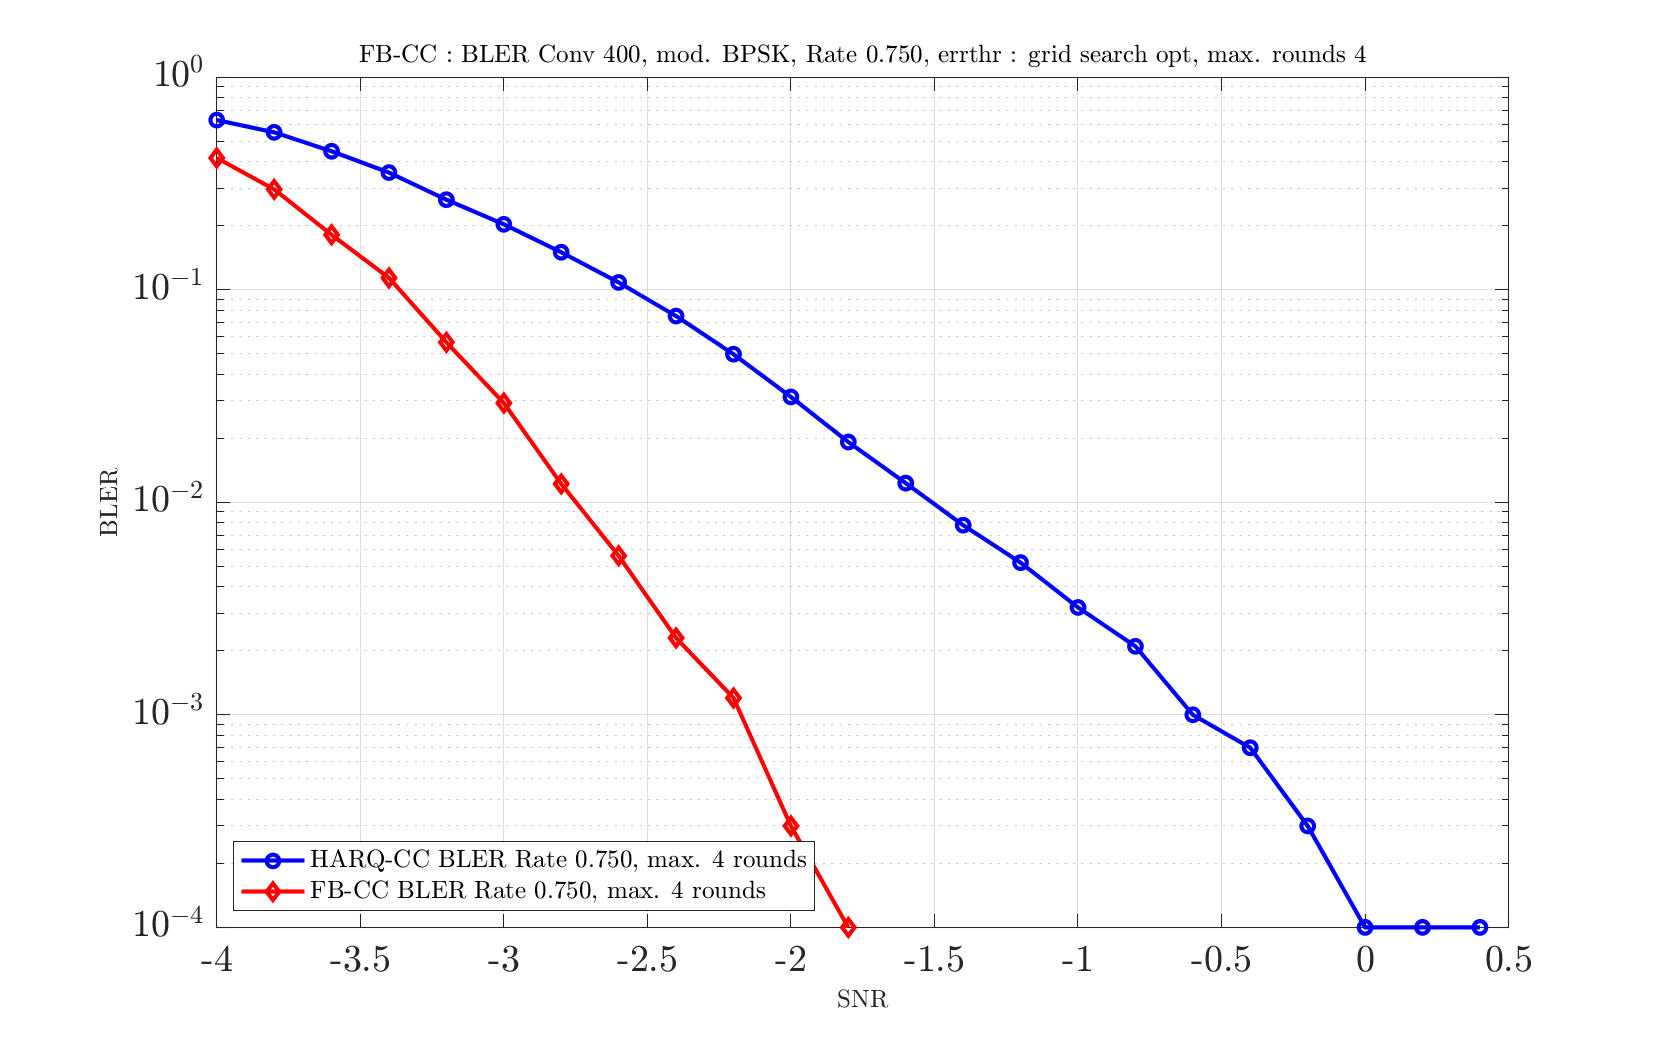 FB-CC : BLER Conv 400, mod. BPSK, Rate 0.750, errthr : grid search opt, max. rounds 4
10^0
10^-1
10^-2
10^-3
10^-4
BLER
HARQ-CC BLER Rate 0.750, max. 4 rounds
FB-CC BLER Rate 0.750, max. 4 rounds
-4 -3.5 -3 -2.5 -2 -1.5 -1 -0.5 0 0.5
SNR